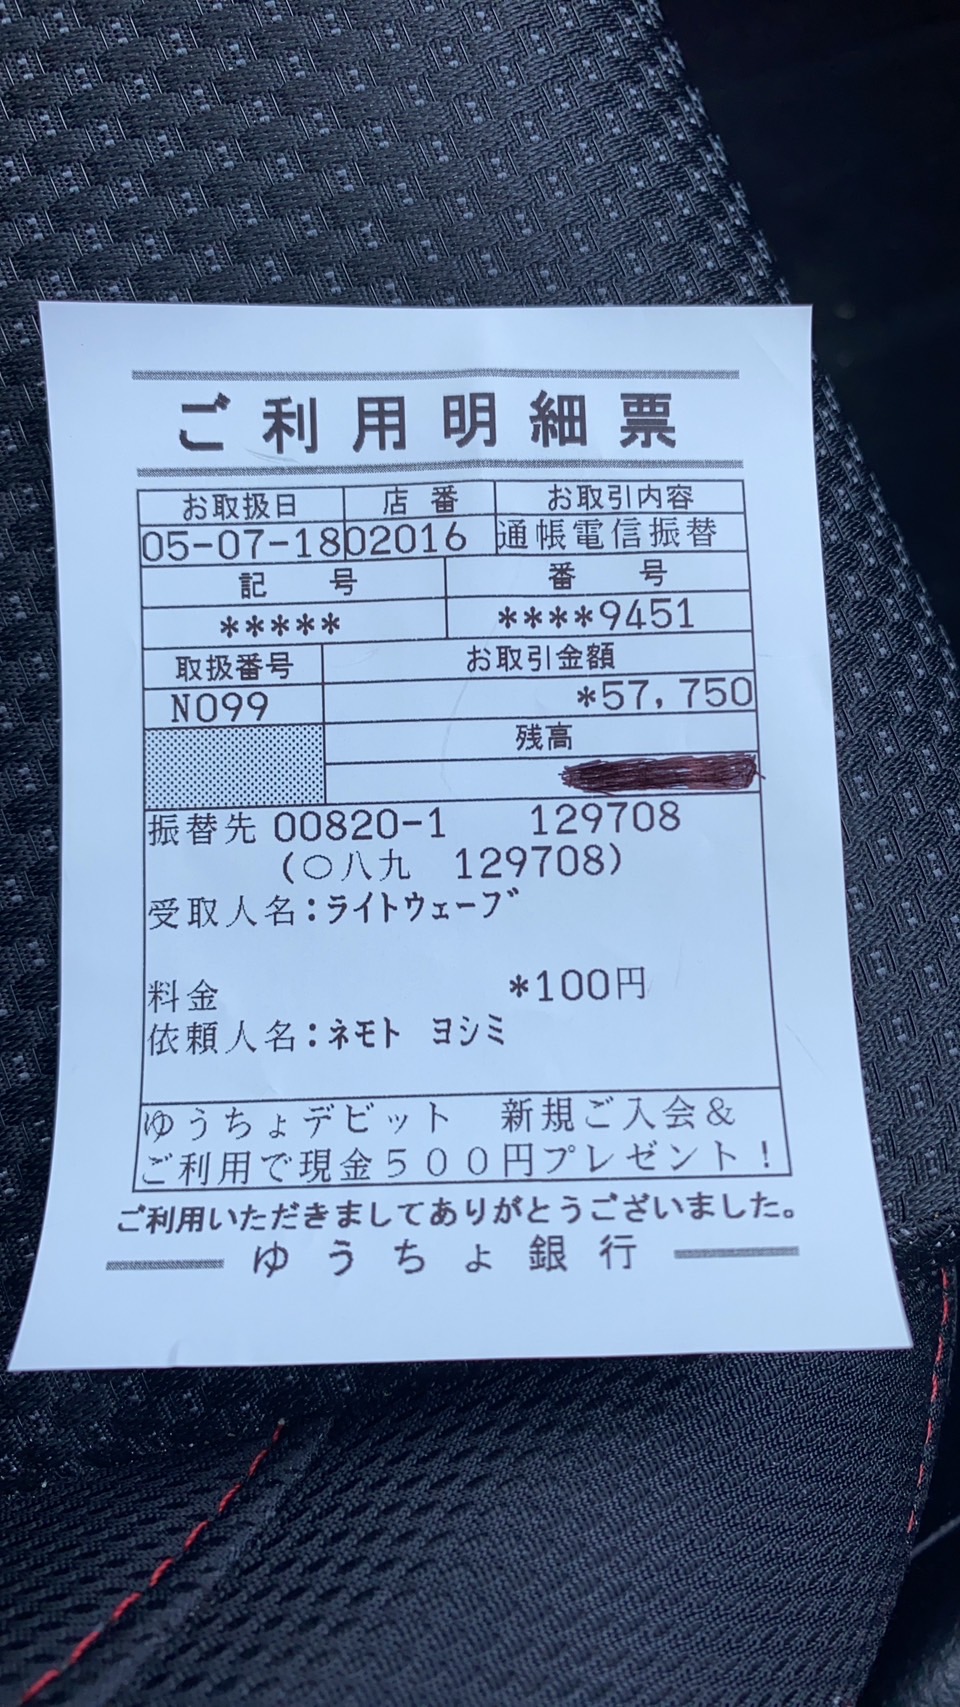 ご利用明細票
お取扱日 店番 お取引内容
05-07-18 02016 通帳電信振替
記号 番号
***** ****9451
取扱番号 お取引金額
N099 *57,750
残高
振替先 00820-1 129708
(〇八九 129708)
受取人名:ライトウェーブ
料金 *100円
依頼人名:ネモト ヨシミ
ゆうちょデビット 新規ご入会&
ご利用で現金500円プレゼント!
ご利用いただきましてありがとうございました。
ゆうちょ銀行